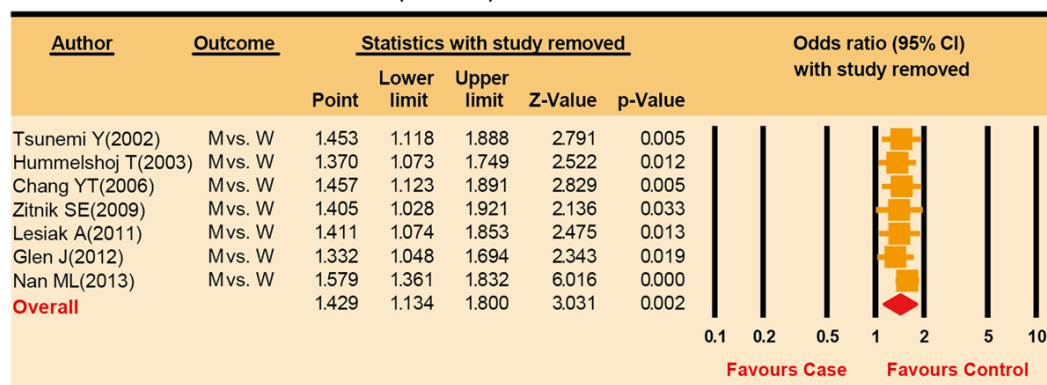 Author Outcome Statistics with study removed Odds ratio (95% CI)
with study removed
Point Lower limit Upper limit Z-Value p-Value
Tsunemi Y(2002) M vs. W 1.453 1.118 1.888 2.791 0.005
Hummelshoj T(2003) M vs. W 1.370 1.073 1.749 2.522 0.012
Chang YT(2006) M vs. W 1.457 1.123 1.891 2.829 0.005
Zitnik SE(2009) M vs. W 1.405 1.028 1.921 2.136 0.033
Lesiak A(2011) M vs. W 1.411 1.074 1.853 2.475 0.013
Glen J(2012) M vs. W 1.332 1.048 1.694 2.343 0.019
Nan ML(2013) M vs. W 1.579 1.361 1.832 6.016 0.000
Overall 1.429 1.134 1.800 3.031 0.002
0.1 0.2 0.5 1 2 5 10
Favours Case Favours Control